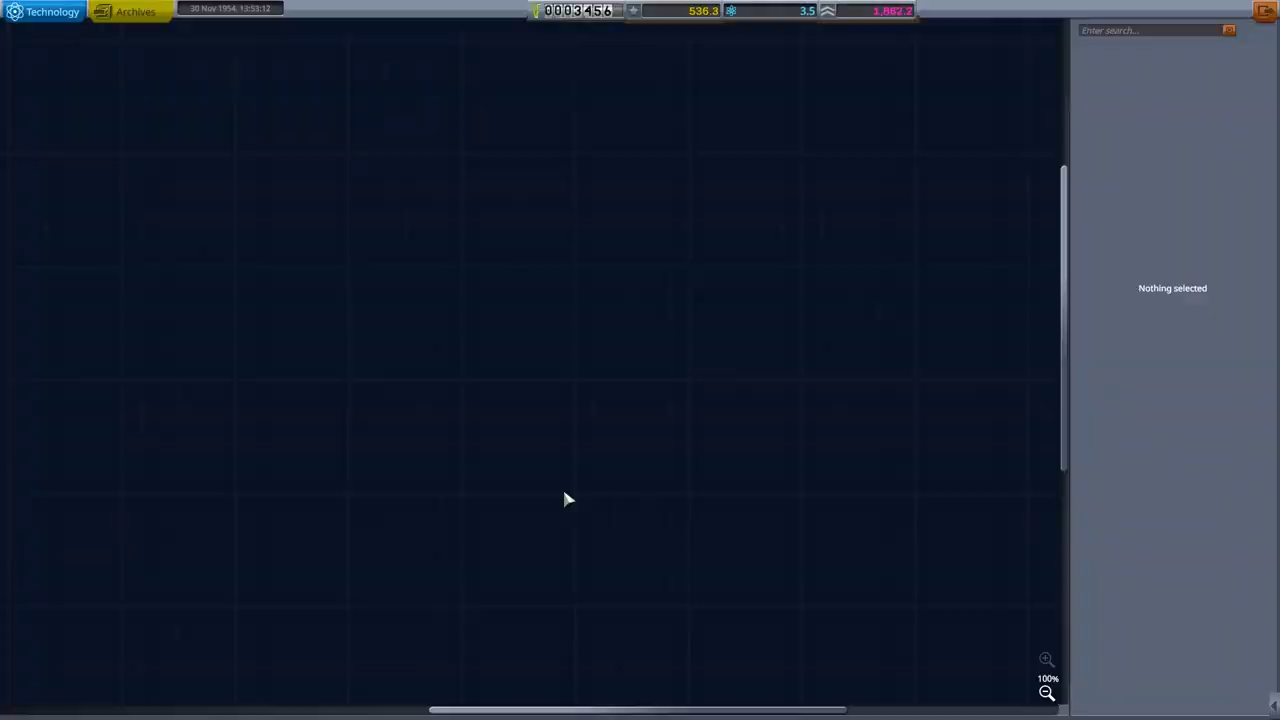 Technology
Archives
30 Nov 1954, 13:53:12
0003456
536.3
3.5
1,862.2
Enter search...
Nothing selected
100%